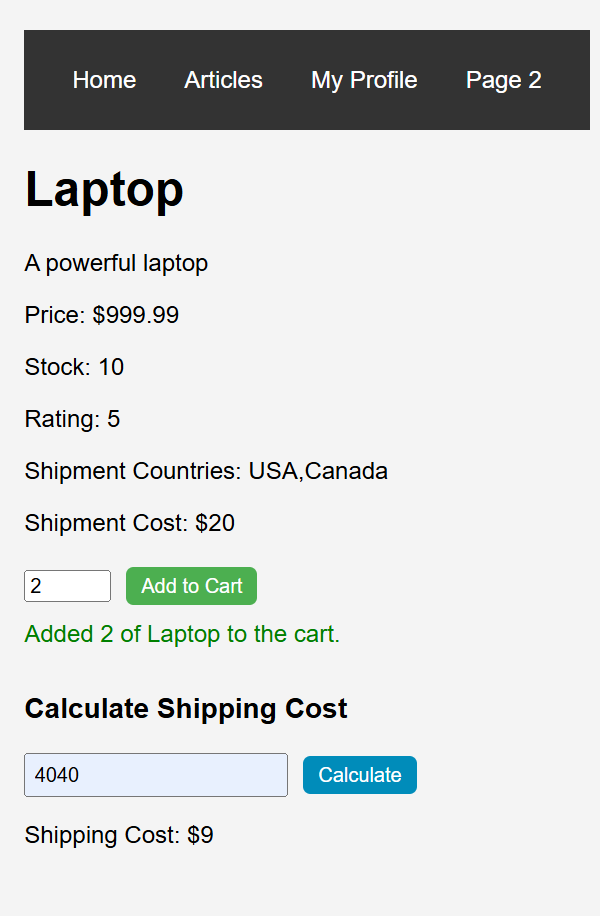 Home Articles My Profile Page 2
Laptop
A powerful laptop
Price: $999.99
Stock: 10
Rating: 5
Shipment Countries: USA,Canada
Shipment Cost: $20
2 Add to Cart
Added 2 of Laptop to the cart.
Calculate Shipping Cost
4040 Calculate
Shipping Cost: $9